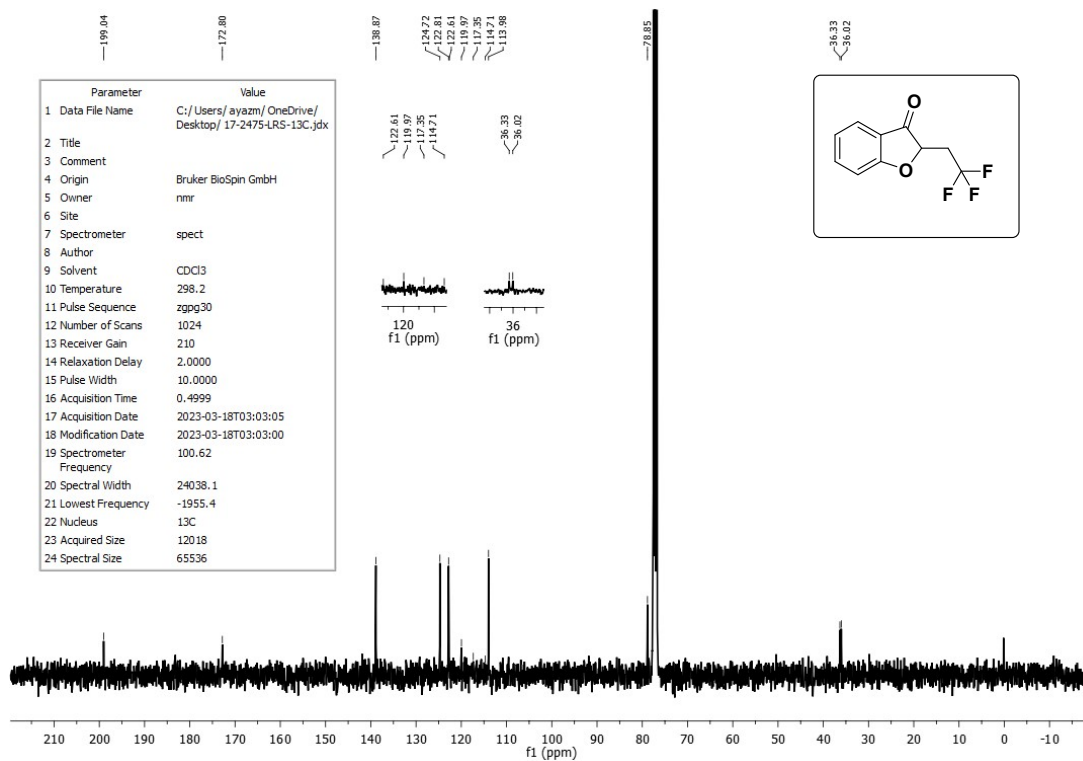 199.04
172.80
138.87
124.72
122.81
122.61
119.97
117.35
114.71
113.98
78.85
36.33
36.02
Parameter Value
1 Data File Name C:/ Users/ ayazm/ OneDrive/
Desktop/ 17-2475-LRS-13C.jdx
2 Title
3 Comment
4 Origin Bruker BioSpin GmbH
5 Owner nmr
6 Site
7 Spectrometer spect
8 Author
9 Solvent CDCl3
10 Temperature 298.2
11 Pulse Sequence zgpg30
12 Number of Scans 1024
13 Receiver Gain 210
14 Relaxation Delay 2.0000
15 Pulse Width 10.0000
16 Acquisition Time 0.4999
17 Acquisition Date 2023-03-18T03:03:05
18 Modification Date 2023-03-18T03:03:00
19 Spectrometer 100.62
Frequency
20 Spectral Width 24038.1
21 Lowest Frequency -1955.4
22 Nucleus 13C
23 Acquired Size 12018
24 Spectral Size 65536
122.61
119.97
117.35
114.71
36.33
36.02
120
f1 (ppm)
36
f1 (ppm)
O
O
F
F
F
210 200 190 180 170 160 150 140 130 120 110 100 90 80 70 60 50 40 30 20 10 0 -10
f1 (ppm)